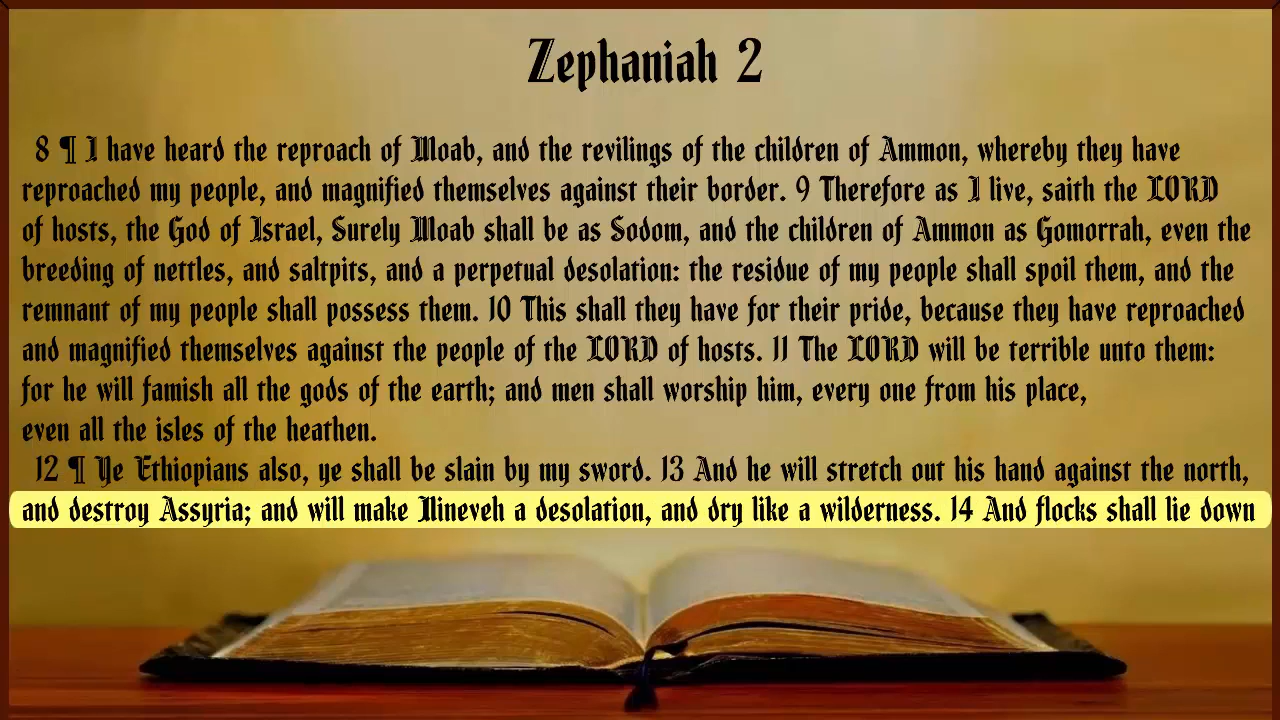 Zephaniah 2
8 ¶ I have heard the reproach of Moab, and the revilings of the children of Ammon, whereby they have
reproached my people, and magnified themselves against their border. 9 Therefore as I live, saith the LORD
of hosts, the God of Israel, Surely Moab shall be as Sodom, and the children of Ammon as Gomorrah, even the
breeding of nettles, and saltpits, and a perpetual desolation: the residue of my people shall spoil them, and the
remnant of my people shall possess them. 10 This shall they have for their pride, because they have reproached
and magnified themselves against the people of the LORD of hosts. 11 The LORD will be terrible unto them:
for he will famish all the gods of the earth; and men shall worship him, every one from his place,
even all the isles of the heathen.
12 ¶ Ye Ethiopians also, ye shall be slain by my sword. 13 And he will stretch out his hand against the north,
and destroy Assyria; and will make Nineveh a desolation, and dry like a wilderness. 14 And flocks shall lie down